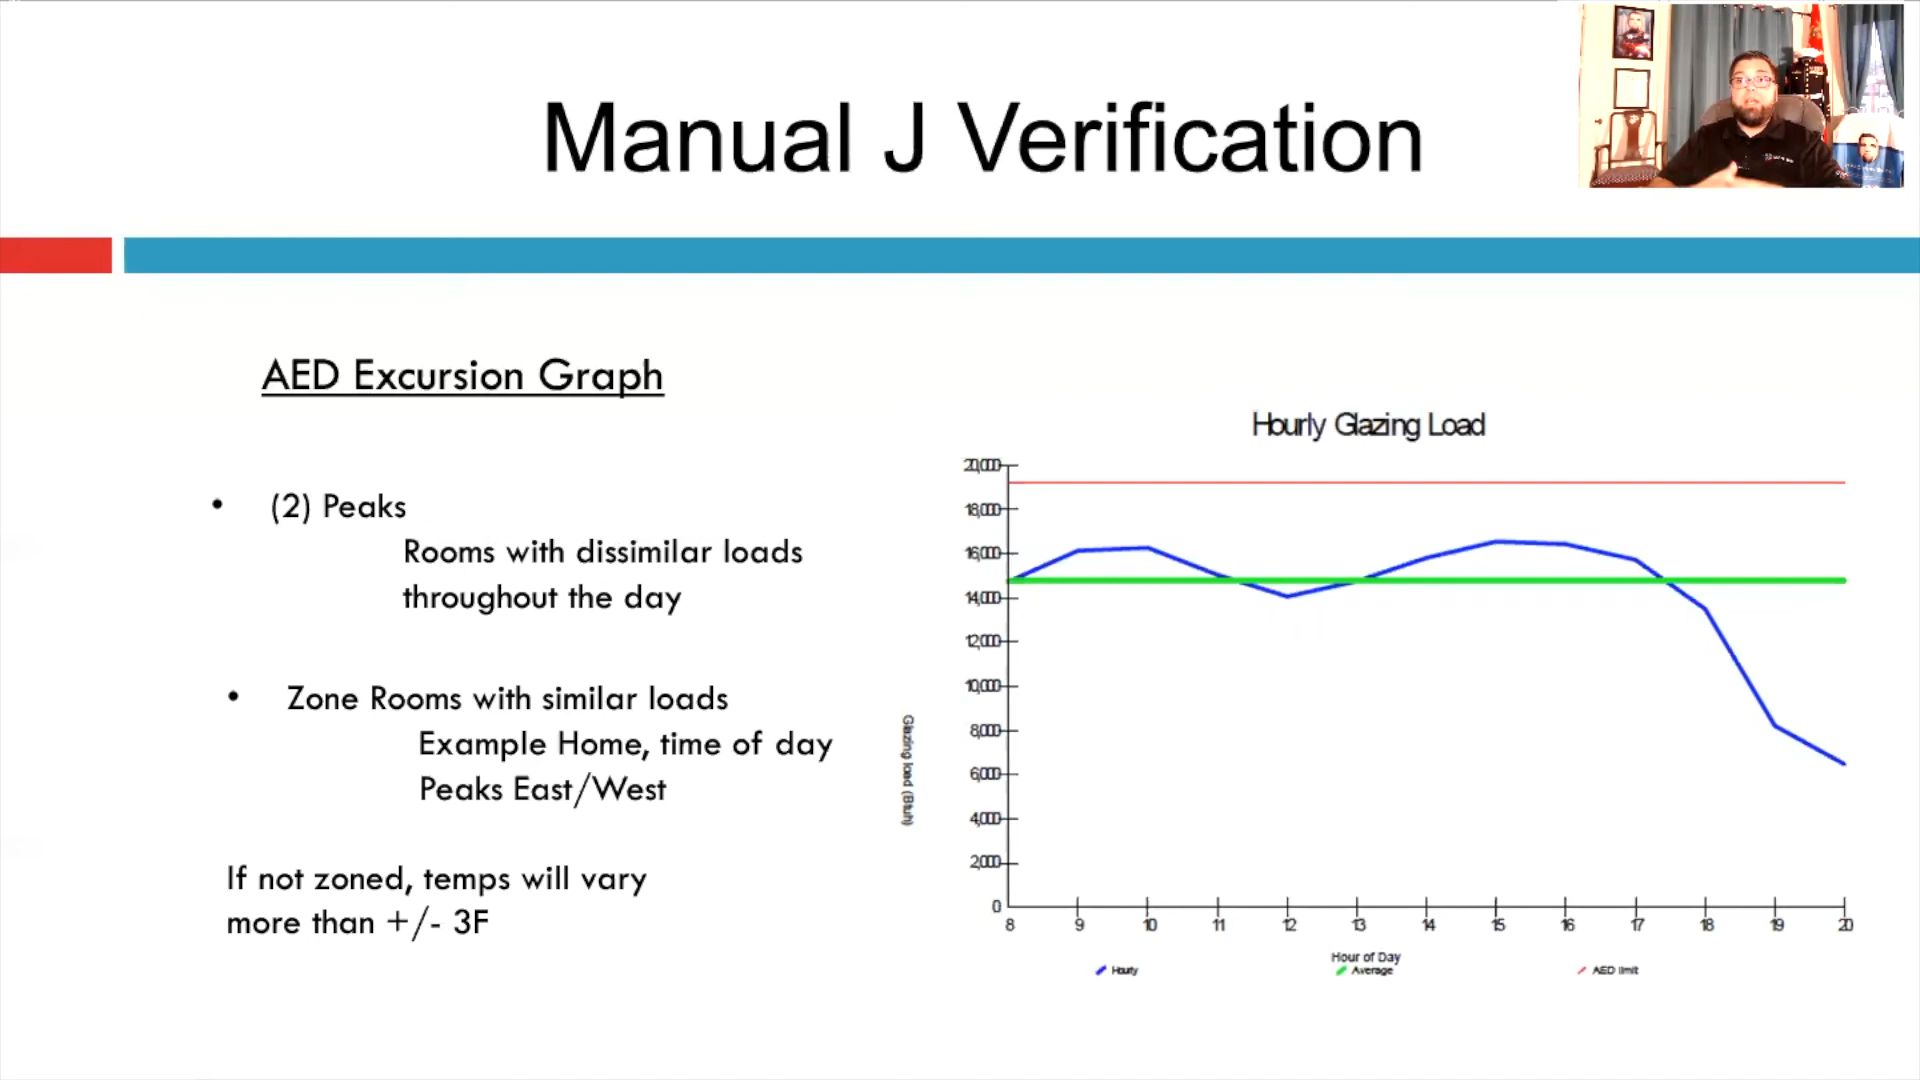 Manual J Verification
AED Excursion Graph
• (2) Peaks
Rooms with dissimilar loads
throughout the day
• Zone Rooms with similar loads
Example Home, time of day
Peaks East/West
If not zoned, temps will vary
more than +/- 3F
Hourly Glazing Load
20,000
18,000
16,000
14,000
12,000
10,000
8,000
6,000
4,000
2,000
0
Glazing load (Btuh)
8 9 10 11 12 13 14 15 16 17 18 19 20
Hour of Day
Hourly Average AED limit